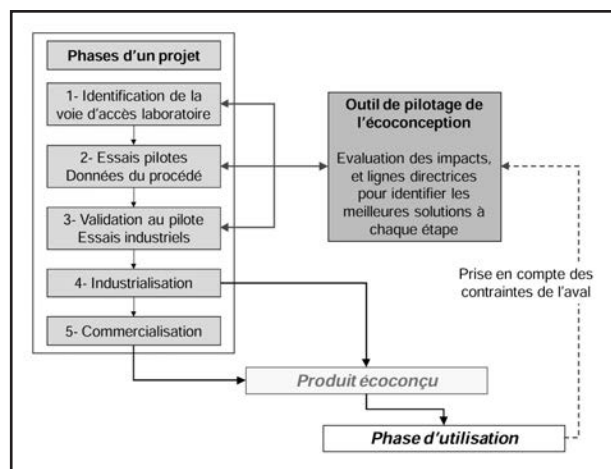 Phases d'un projet
1- Identification de la
voie d'accès laboratoire
2- Essais pilotes
Données du procédé
3- Validation au pilote
Essais industriels
4- Industrialisation
5- Commercialisation
Outil de pilotage de
l'écoconception
Evaluation des impacts,
et lignes directrices
pour identifier les
meilleures solutions à
chaque étape
Prise en compte des
contraintes de l'aval
Produit écoconçu
Phase d'utilisation